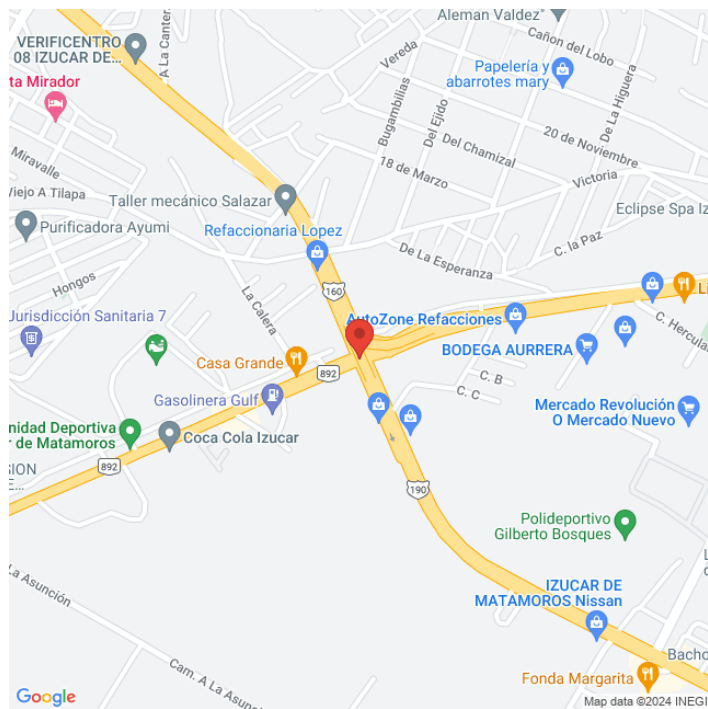 Aleman Valdez
VERIFICENTRO
08 IZUCAR DE...
A La Canter
Vereda
Cañon del Lobo
Papelería y
abarrotes mary
De La Higuera
ta Mirador
Bugambilias
Del Ejido
Del Chamizal
20 de Noviembre
Miravalle
18 de Marzo
Victoria
Viejo A Tilapa
Taller mecánico Salazar
Eclipse Spa Iz
Purificadora Ayumi
Refaccionaria Lopez
C. la Paz
De La Esperanza
Hongos
La Calera
160
Li
Jurisdicción Sanitaria 7
AutoZone Refacciones
C. Hercular
BODEGA AURRERA
Casa Grande
892
C. B
C. C
Gasolinera Gulf
Mercado Revolución
O Mercado Nuevo
nidad Deportiva
r de Matamoros
Coca Cola Izucar
SION
E...
892
190
Polideportivo
Gilberto Bosques
L
d
A La Asunción
IZUCAR DE
MATAMOROS Nissan
Cam. A La Asun
Bacho
Fonda Margarita
Google
Map data ©2024 INEGI